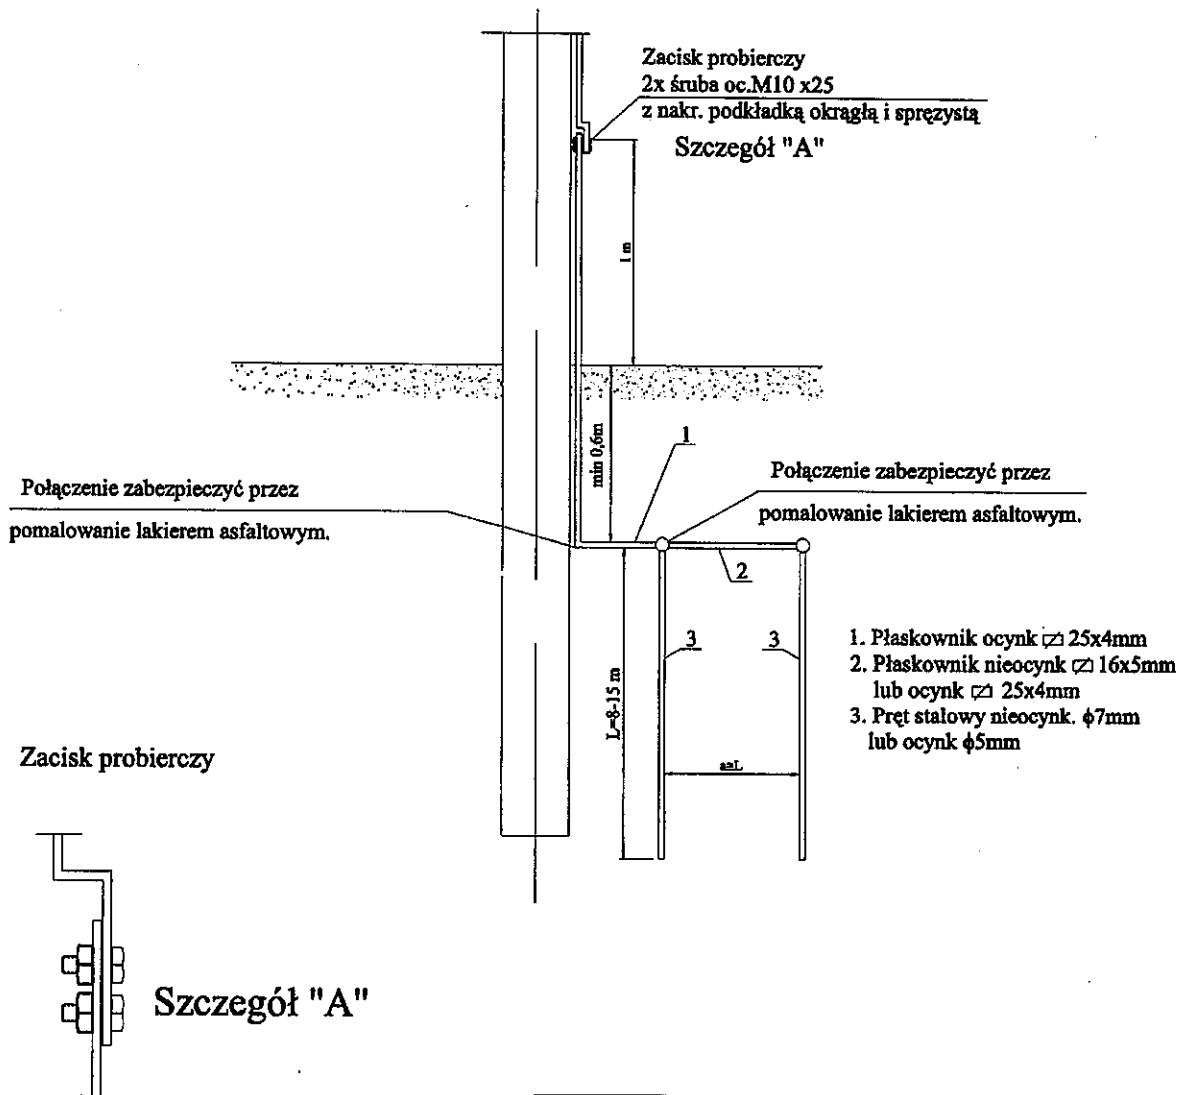 Zacisk probierczy
2x śruba oc.M10 x25
z nakr. podkładką okrągłą i spręzystą
Szczegół "A"
1 m
min 0,6m
1
Połączenie zabezpieczyć przez
pomalowanie lakierem asfaltowym.
Połączenie zabezpieczyć przez
pomalowanie lakierem asfaltowym.
2
3
3
L=8-15 m
a≥L
1. Płaskownik ocynk 25x4mm
2. Płaskownik nieocynk 16x5mm
lub ocynk 25x4mm
3. Pręt stalowy nieocynk. ϕ7mm
lub ocynk ϕ5mm
Zacisk probierczy
Szczegół "A"